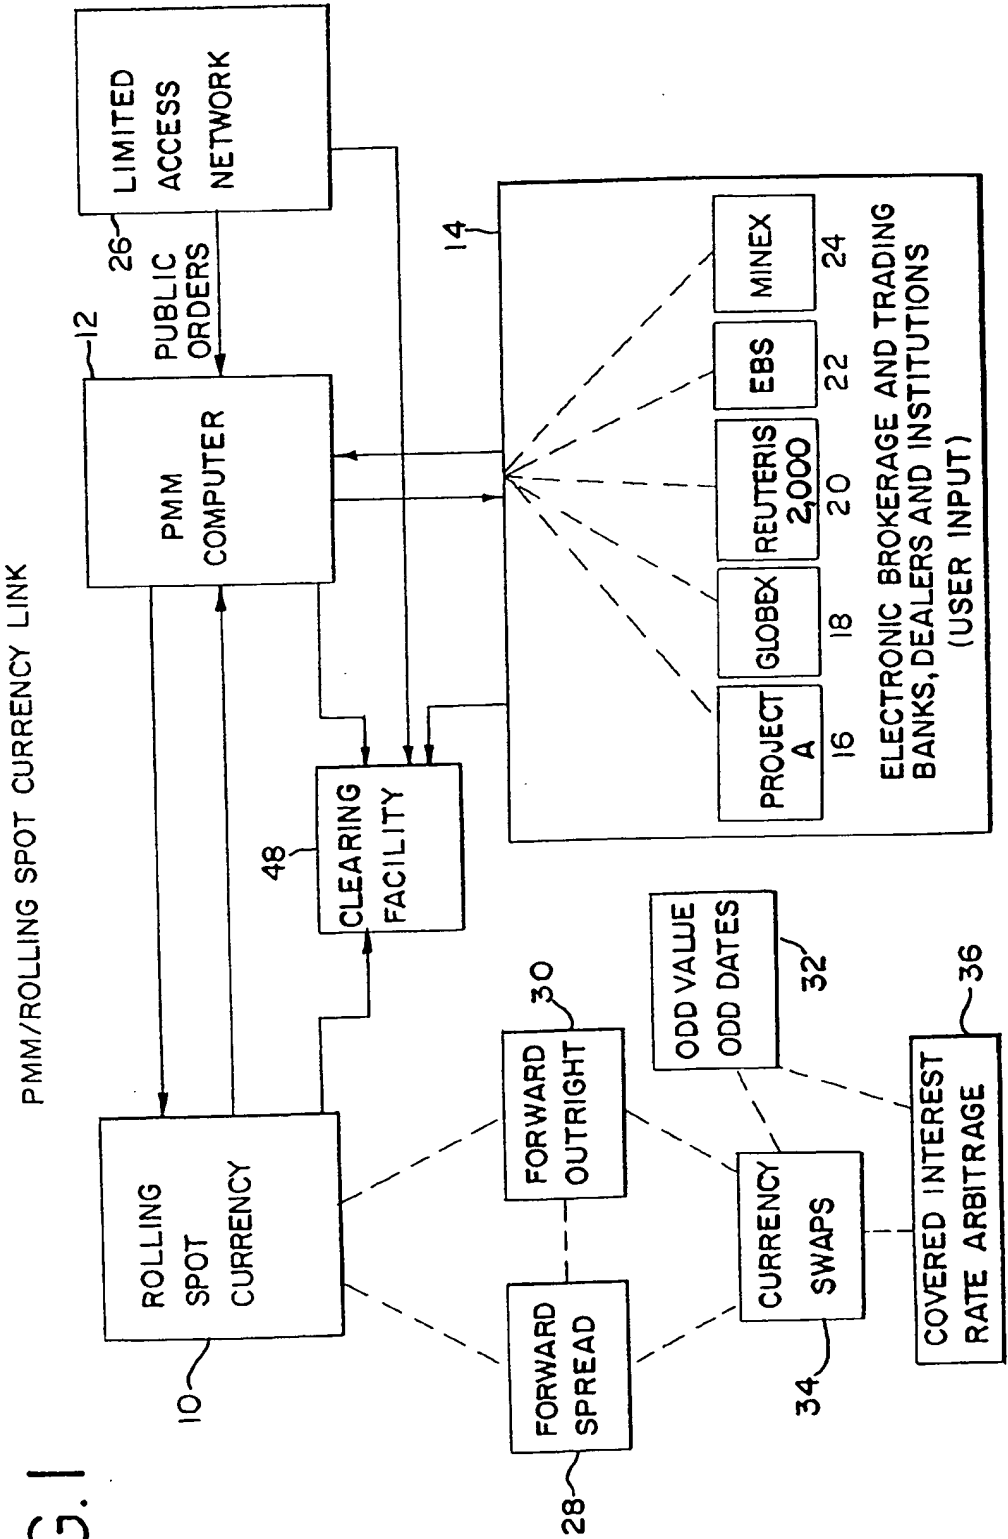 G. 1
PMM/ROLLING SPOT CURRENCY LINK
10
ROLLING
SPOT
CURRENCY
12
PMM
COMPUTER
PUBLIC
ORDERS
26
LIMITED
ACCESS
NETWORK
48
CLEARING
FACILITY
14
28
FORWARD
SPREAD
30
FORWARD
OUTRIGHT
34
CURRENCY
SWAPS
ODD VALUE
ODD DATES
32
36
COVERED INTEREST
RATE ARBITRAGE
PROJECT
A
16
GLOBEX
18
REUTERIS
2,000
20
EBS
22
MINEX
24
ELECTRONIC BROKERAGE AND TRADING
BANKS, DEALERS AND INSTITUTIONS
(USER INPUT)